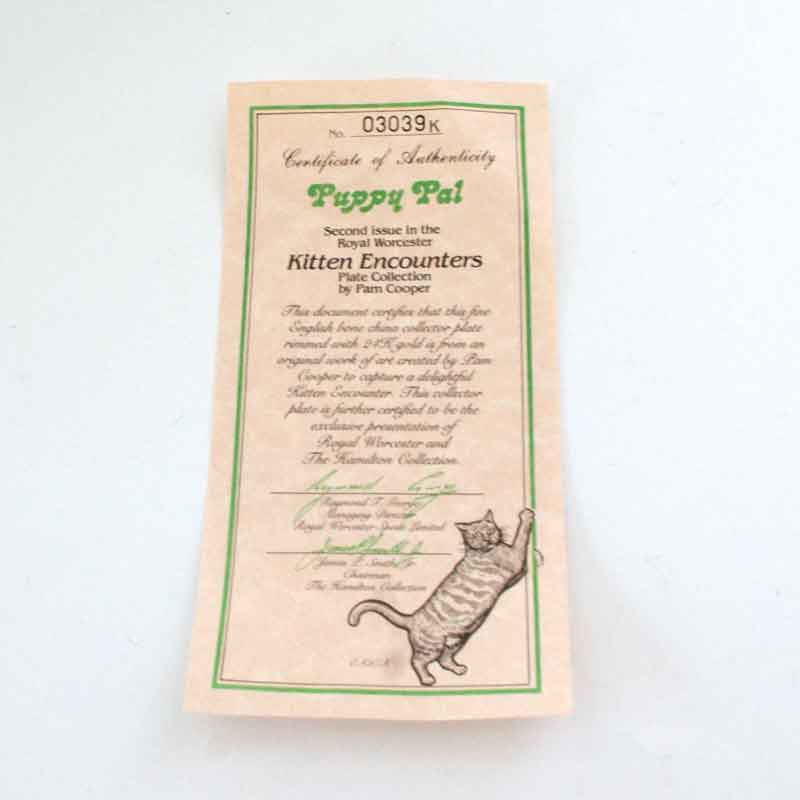 No. 03039K
Certificate of Authenticity
Puppy Pal
Second issue in the
Royal Worcester
Kitten Encounters
Plate Collection
by Pam Cooper
This document certifies that this fine
English bone china collector plate
rimmed with 24K gold is from an
original work of art created by Pam
Cooper to capture a delightful
Kitten Encounter. This collector
plate is further certified to be the
exclusive presentation of
Royal Worcester and
The Hamilton Collection.
Raymond T.
Managing Director
Royal Worcester Spode Limited
James P. Smith, Jr.
Chairman
The Hamilton Collection